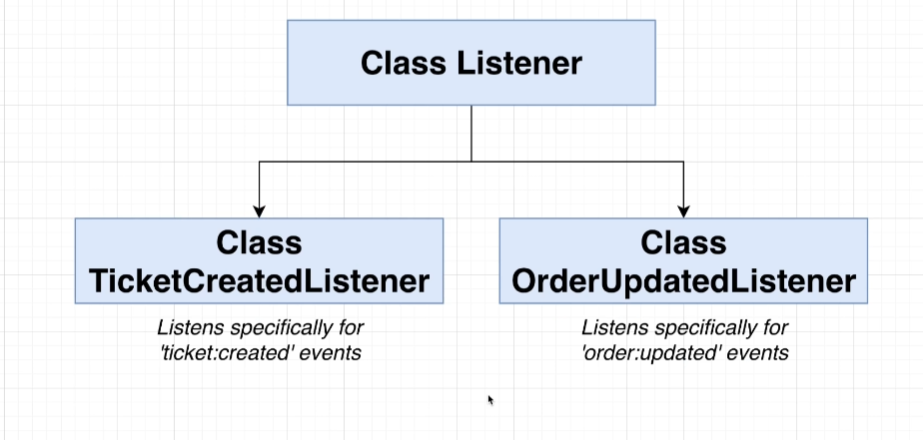 Class Listener
Class
TicketCreatedListener
Listens specifically for
'ticket:created' events
Class
OrderUpdatedListener
Listens specifically for
'order:updated' events